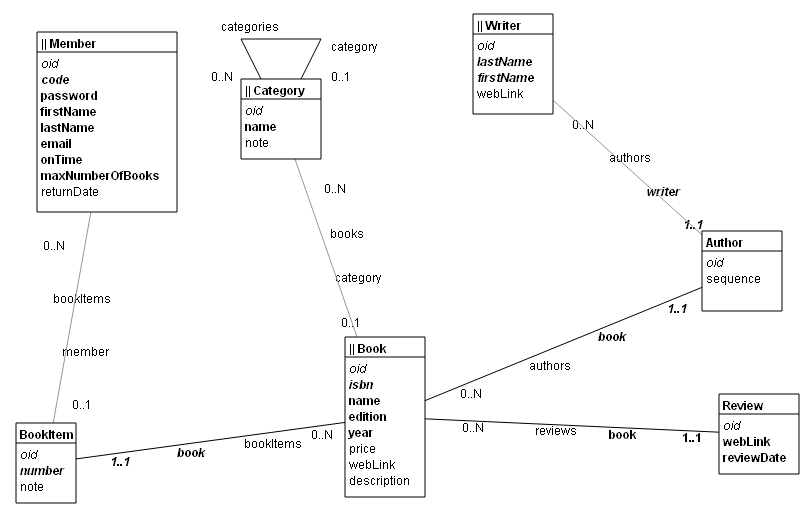 categories
category
0..N
0..1
|| Member
oid
code
password
firstName
lastName
email
onTime
maxNumberOfBooks
returnDate
|| Category
oid
name
note
|| Writer
oid
lastName
firstName
webLink
0..N
authors
writer
1..1
Author
oid
sequence
0..N
bookItems
member
0..1
0..N
books
category
0..1
|| Book
oid
isbn
name
edition
year
price
webLink
description
1..1
book
authors
0..N
BookItem
oid
number
note
1..1
book
bookItems
0..N
0..N
reviews
book
1..1
Review
oid
webLink
reviewDate